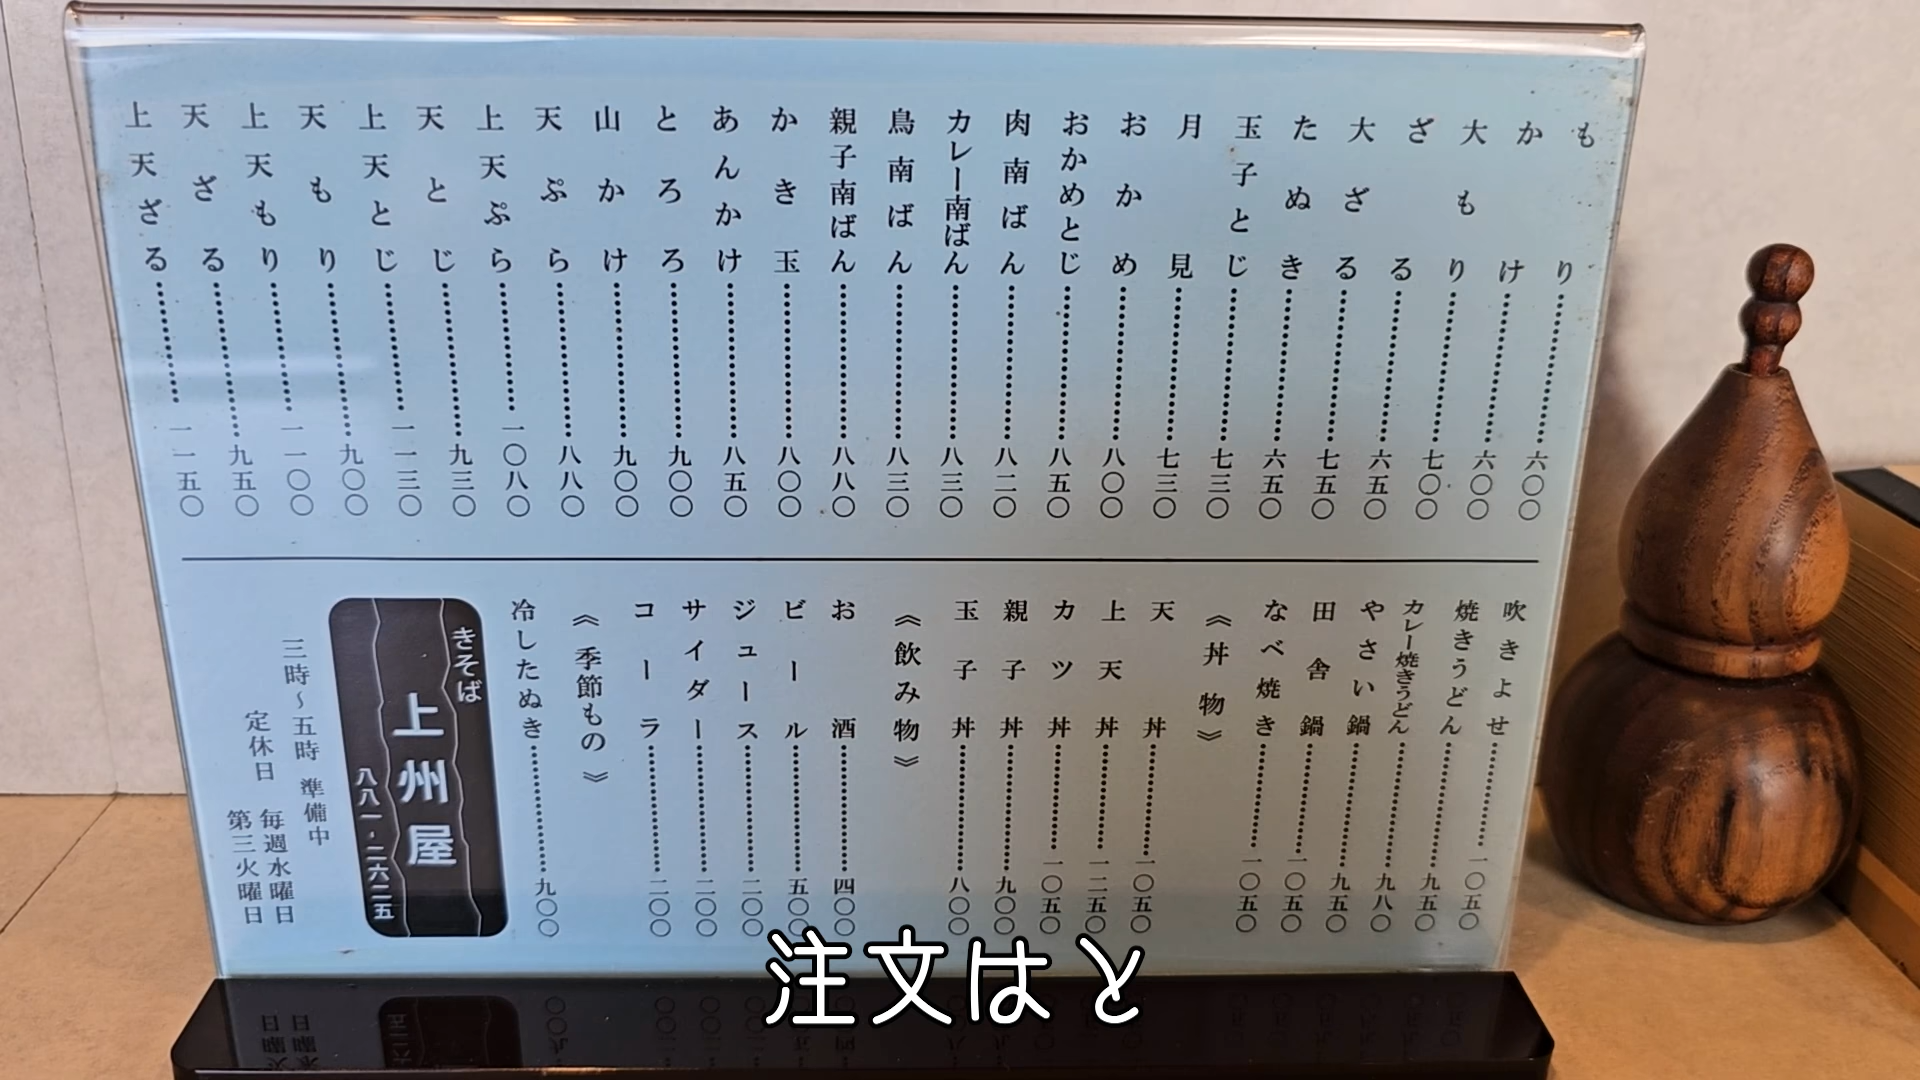 もり……六〇〇
かけ……六〇〇
大もり……七〇〇
ざる……六五〇
大ざる……七五〇
たぬき……六五〇
玉子とじ……七三〇
月見……七三〇
おかめ……八〇〇
おかめとじ……八五〇
肉南ばん……八二〇
カレー南ばん……八三〇
鳥南ばん……八三〇
親子南ばん……八八〇
かき玉……八〇〇
あんかけ……八五〇
とろろ……九〇〇
山かけ……九〇〇
天ぷら……八八〇
上天ぷら……一〇八〇
天とじ……九三〇
上天とじ……一一三〇
天もり……九〇〇
上天もり……一一〇〇
天ざる……九五〇
上天ざる……一一五〇
吹きよせ……一〇五〇
焼きうどん……九五〇
カレー焼きうどん……九八〇
やさい鍋……九五〇
田舎鍋……一〇五〇
なべ焼き……一〇五〇
《丼物》
天丼……一〇五〇
上天丼……一二五〇
カツ丼……一〇五〇
親子丼……九〇〇
玉子丼……八〇〇
《飲み物》
お酒……四〇〇
ビール……五〇〇
ジュース……二〇〇
サイダー……二〇〇
コーラ……二〇〇
《季節もの》
冷したぬき……九〇〇
きそば
上州屋
八八一-二六二五
三時～五時 準備中
定休日 毎週水曜日
第三火曜日
注文はと